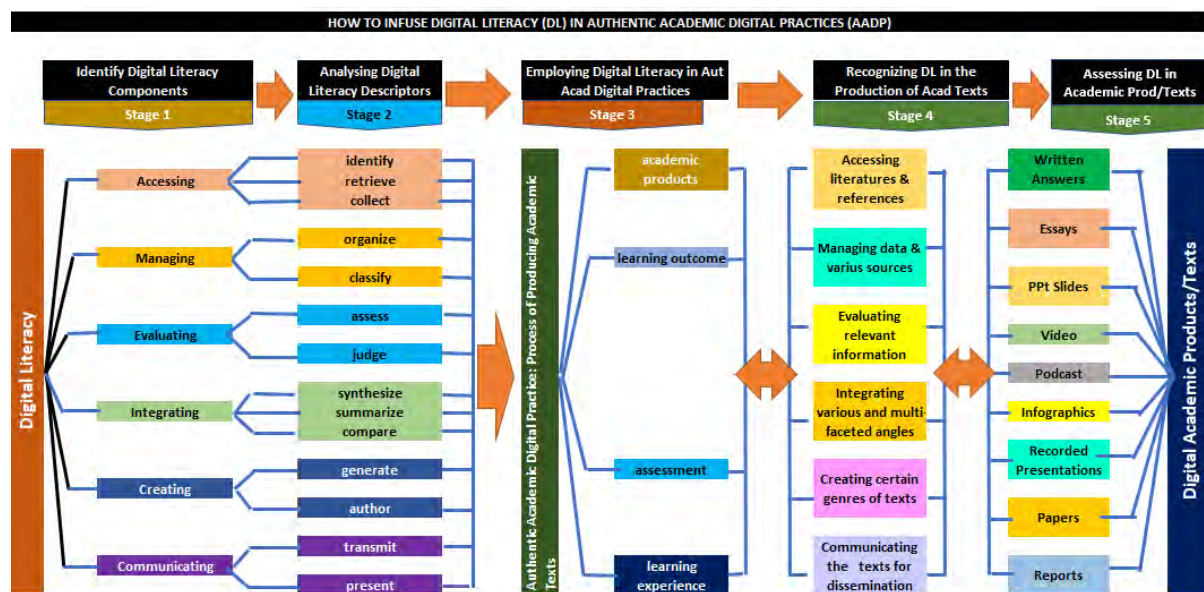 HOW TO INFUSE DIGITAL LITERACY (DL) IN AUTHENTIC ACADEMIC DIGITAL PRACTICES (AADP)
Identify Digital Literacy
Components
Stage 1
Analysing Digital
Literacy Descriptors
Stage 2
Employing Digital Literacy in Aut
Acad Digital Practices
Stage 3
Recognizing DL in the
Production of Acad Texts
Stage 4
Assessing DL in
Academic Prod/Texts
Stage 5
Digital Literacy
Accessing
Managing
Evaluating
Integrating
Creating
Communicating
identify
retrieve
collect
organize
classify
assess
judge
synthesize
summarize
compare
generate
author
transmit
present
Authentic Academic Digital Practice: Process of Producing Academic
Texts
academic
products
learning outcome
assessment
learning
experience
Accessing
literatures &
references
Managing data &
varius sources
Evaluating
relevant
information
Integrating
various and multi-
faceted angles
Creating certain
genres of texts
Communicating
the texts for
dissemination
Written
Answers
Essays
PPt Slides
Video
Podcast
Infographics
Recorded
Presentations
Papers
Reports
Digital Academic Products/Texts